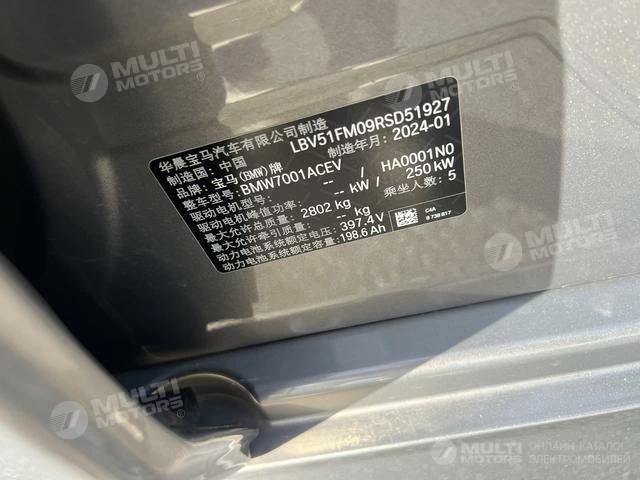 华晨宝马汽车有限公司制造 LBV51FM09RSD51927
制造国：中国 制造年月：2024-01
品牌：宝马(BMW)牌
整车型号：BMW7001ACEV HA0001N0
驱动电机型号： -- 
驱动电机峰值功率： -- kW / 250 kW
最大允许总质量：2802 kg 乘坐人数：5
最大允许牵引质量： -- kg
动力电池系统额定电压：397.4V
动力电池系统额定容量：198.6 Ah
C4A
8 738 817
MULTI
MOTORS
MULTI
MOTORS
MULTI
MOTORS
MULTI
MOTORS
MULTI
MOTORS
ОНЛАЙН-КАТАЛОГ
ЭЛЕКТРОМОБИЛЕЙ